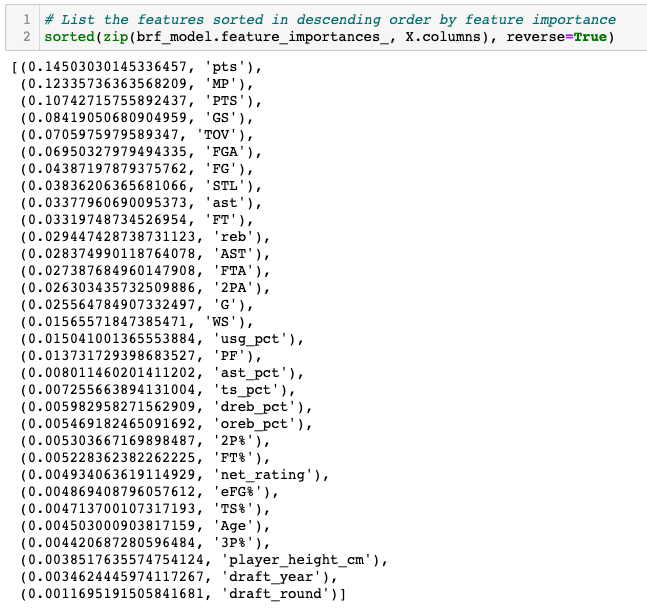 1 # List the features sorted in descending order by feature importance
2 sorted(zip(brf_model.feature_importances_, X.columns), reverse=True)
[(0.14503030145336457, 'pts'),
(0.12335736363568209, 'MP'),
(0.10742715755892437, 'PTS'),
(0.08419050680904959, 'GS'),
(0.0705975979589347, 'TOV'),
(0.06950327979494335, 'FGA'),
(0.04387197879375762, 'FG'),
(0.03836206365681066, 'STL'),
(0.03377960690095373, 'ast'),
(0.03319748734526954, 'FT'),
(0.029447428738731123, 'reb'),
(0.028374990118764078, 'AST'),
(0.027387684960147908, 'FTA'),
(0.026303435732509886, '2PA'),
(0.025564784907332497, 'G'),
(0.01565571847385471, 'WS'),
(0.015041001365553884, 'usg_pct'),
(0.013731729398683527, 'PF'),
(0.008011460201411202, 'ast_pct'),
(0.007255663894131004, 'ts_pct'),
(0.005982958271562909, 'dreb_pct'),
(0.005469182465091692, 'oreb_pct'),
(0.005303667169898487, '2P%'),
(0.005228362382262225, 'FT%'),
(0.004934063619114929, 'net_rating'),
(0.004869408796057612, 'eFG%'),
(0.004713700107317193, 'TS%'),
(0.004503000903817159, 'Age'),
(0.004420687280596484, '3P%'),
(0.0038517635574754124, 'player_height_cm'),
(0.0034624445974117267, 'draft_year'),
(0.0011695191505841681, 'draft_round')]